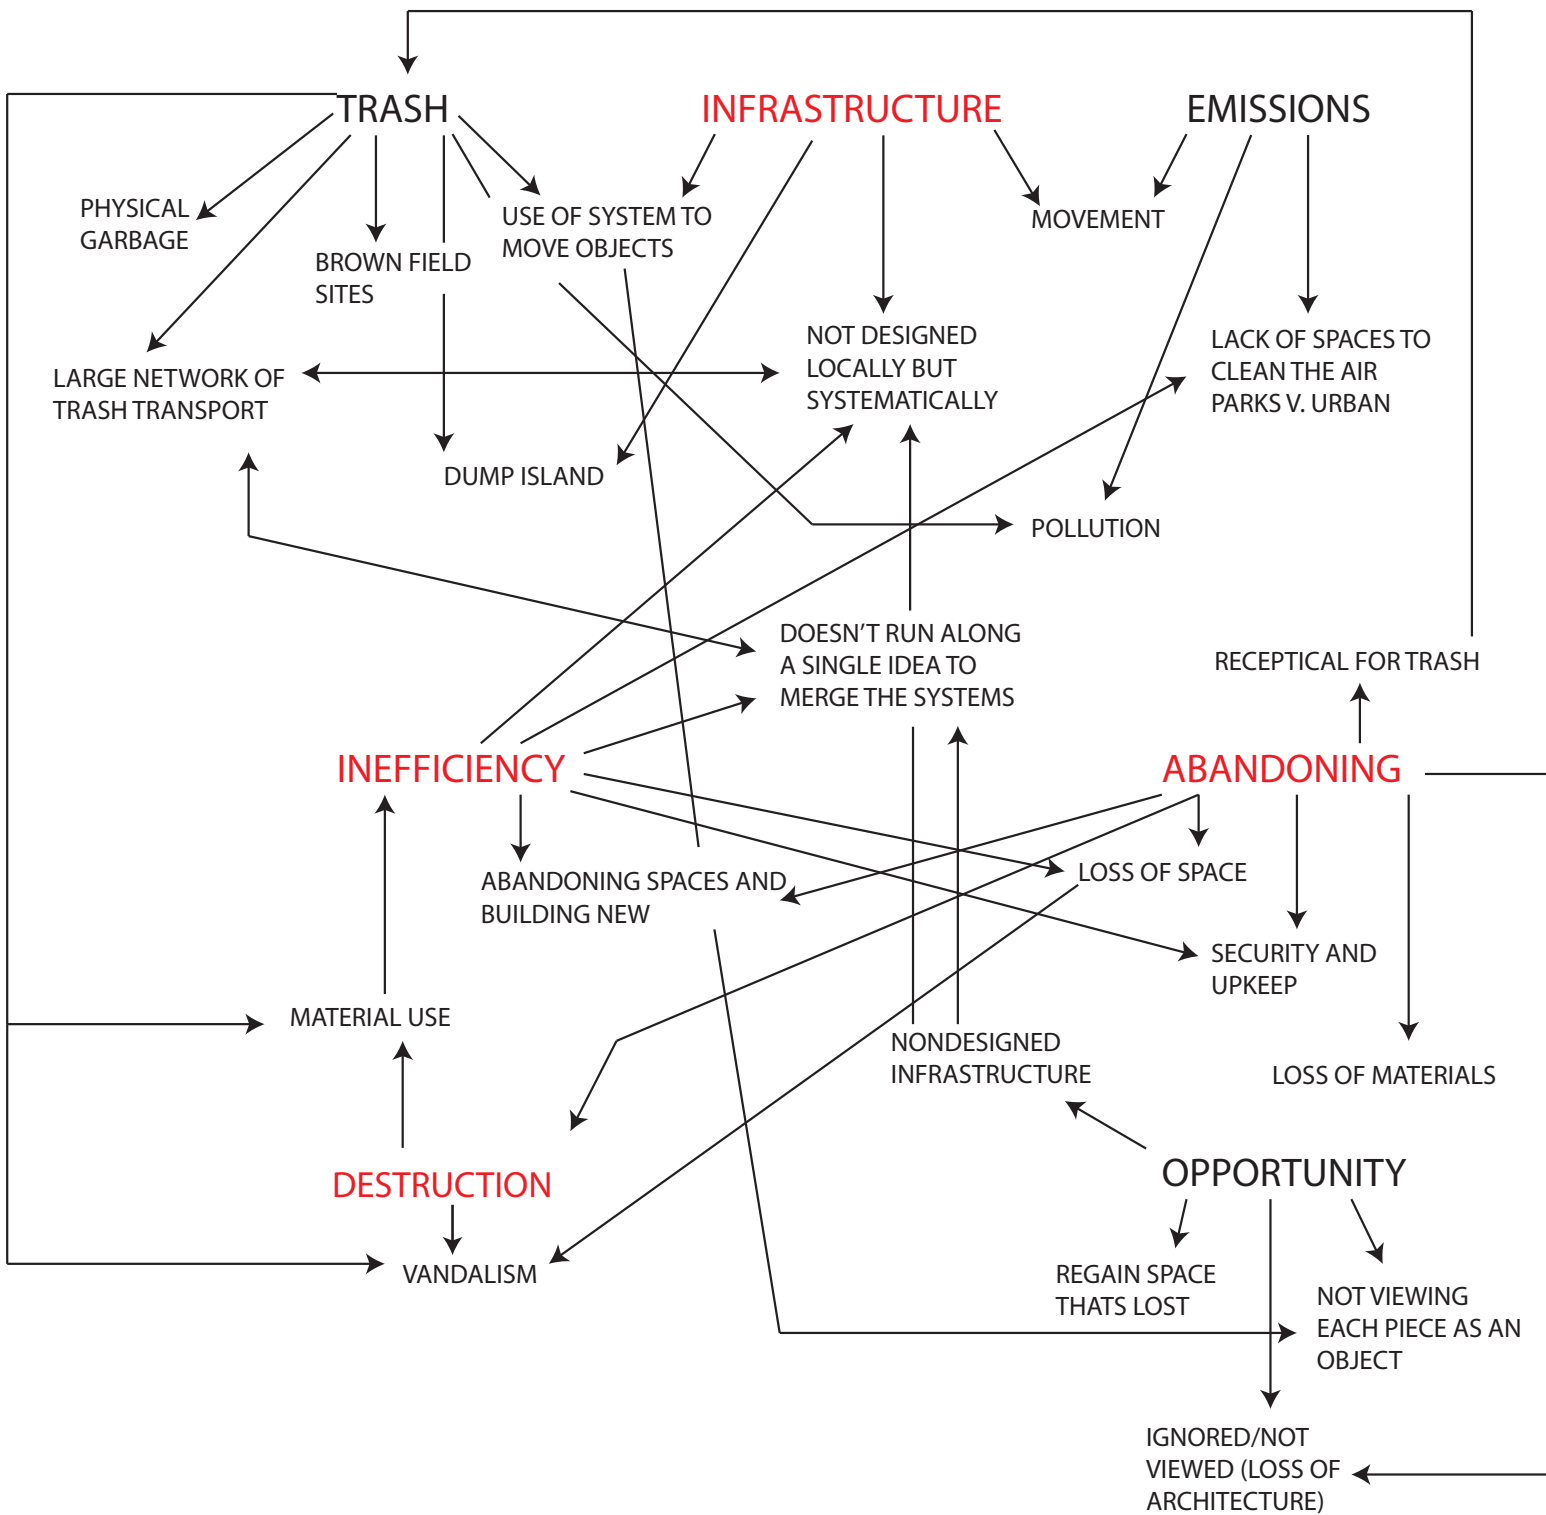 TRASH
INFRASTRUCTURE
EMISSIONS
PHYSICAL
GARBAGE
BROWN FIELD
SITES
USE OF SYSTEM TO
MOVE OBJECTS
MOVEMENT
LARGE NETWORK OF
TRASH TRANSPORT
NOT DESIGNED
LOCALLY BUT
SYSTEMATICALLY
LACK OF SPACES TO
CLEAN THE AIR
PARKS V. URBAN
DUMP ISLAND
POLLUTION
DOESN'T RUN ALONG
A SINGLE IDEA TO
MERGE THE SYSTEMS
RECEPTICAL FOR TRASH
INEFFICIENCY
ABANDONING
ABANDONING SPACES AND
BUILDING NEW
LOSS OF SPACE
SECURITY AND
UPKEEP
MATERIAL USE
NONDESIGNED
INFRASTRUCTURE
LOSS OF MATERIALS
DESTRUCTION
OPPORTUNITY
VANDALISM
REGAIN SPACE
THATS LOST
NOT VIEWING
EACH PIECE AS AN
OBJECT
IGNORED/NOT
VIEWED (LOSS OF
ARCHITECTURE)